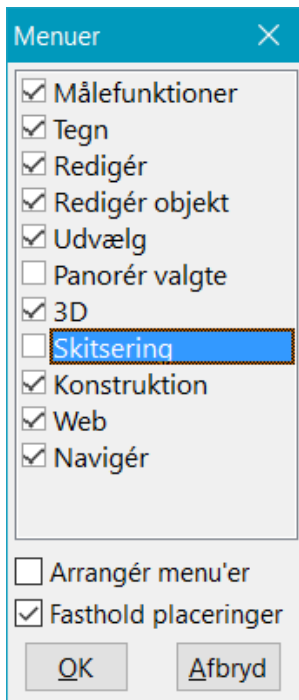 Menuer
Målefunktioner
Tegn
Redigér
Redigér objekt
Udvælg
Panorér valgte
3D
Skitsering
Konstruktion
Web
Navigér
Arrangér menu'er
Fasthold placeringer
OK Afbryd